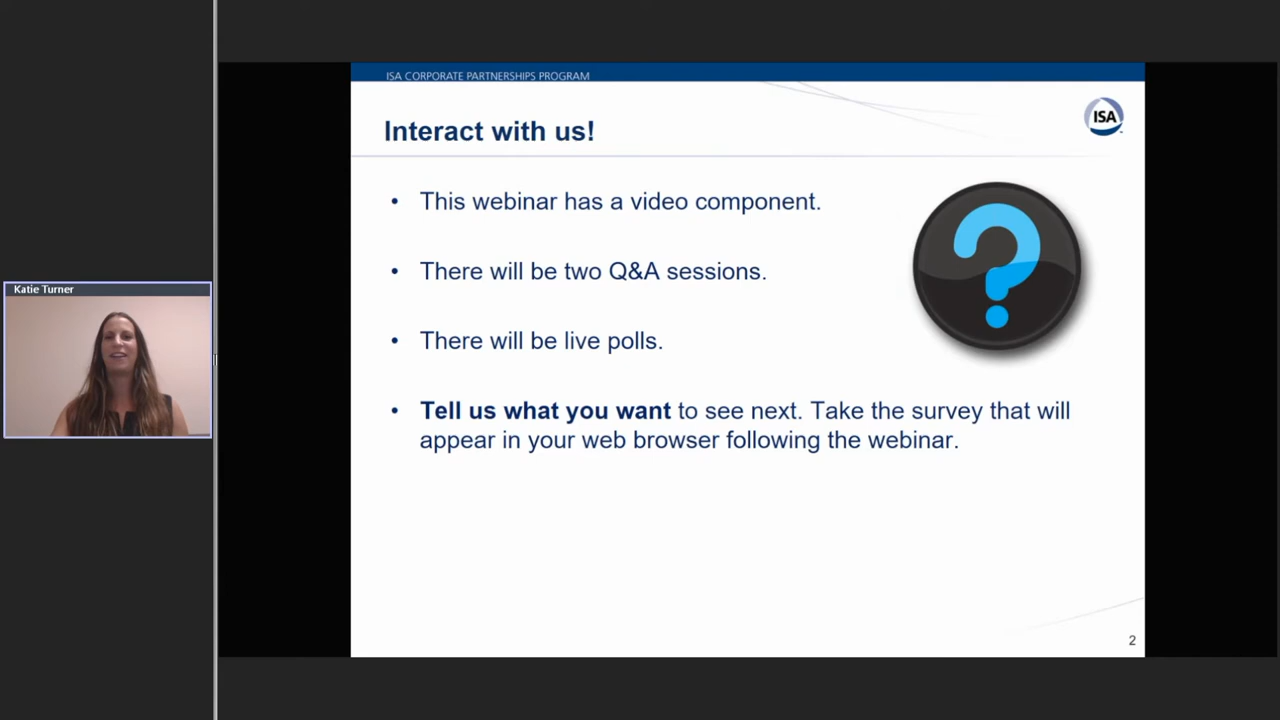 ISA CORPORATE PARTNERSHIPS PROGRAM
ISA
Interact with us!
• This webinar has a video component.
• There will be two Q&A sessions.
• There will be live polls.
• Tell us what you want to see next. Take the survey that will
appear in your web browser following the webinar.
Katie Turner
2